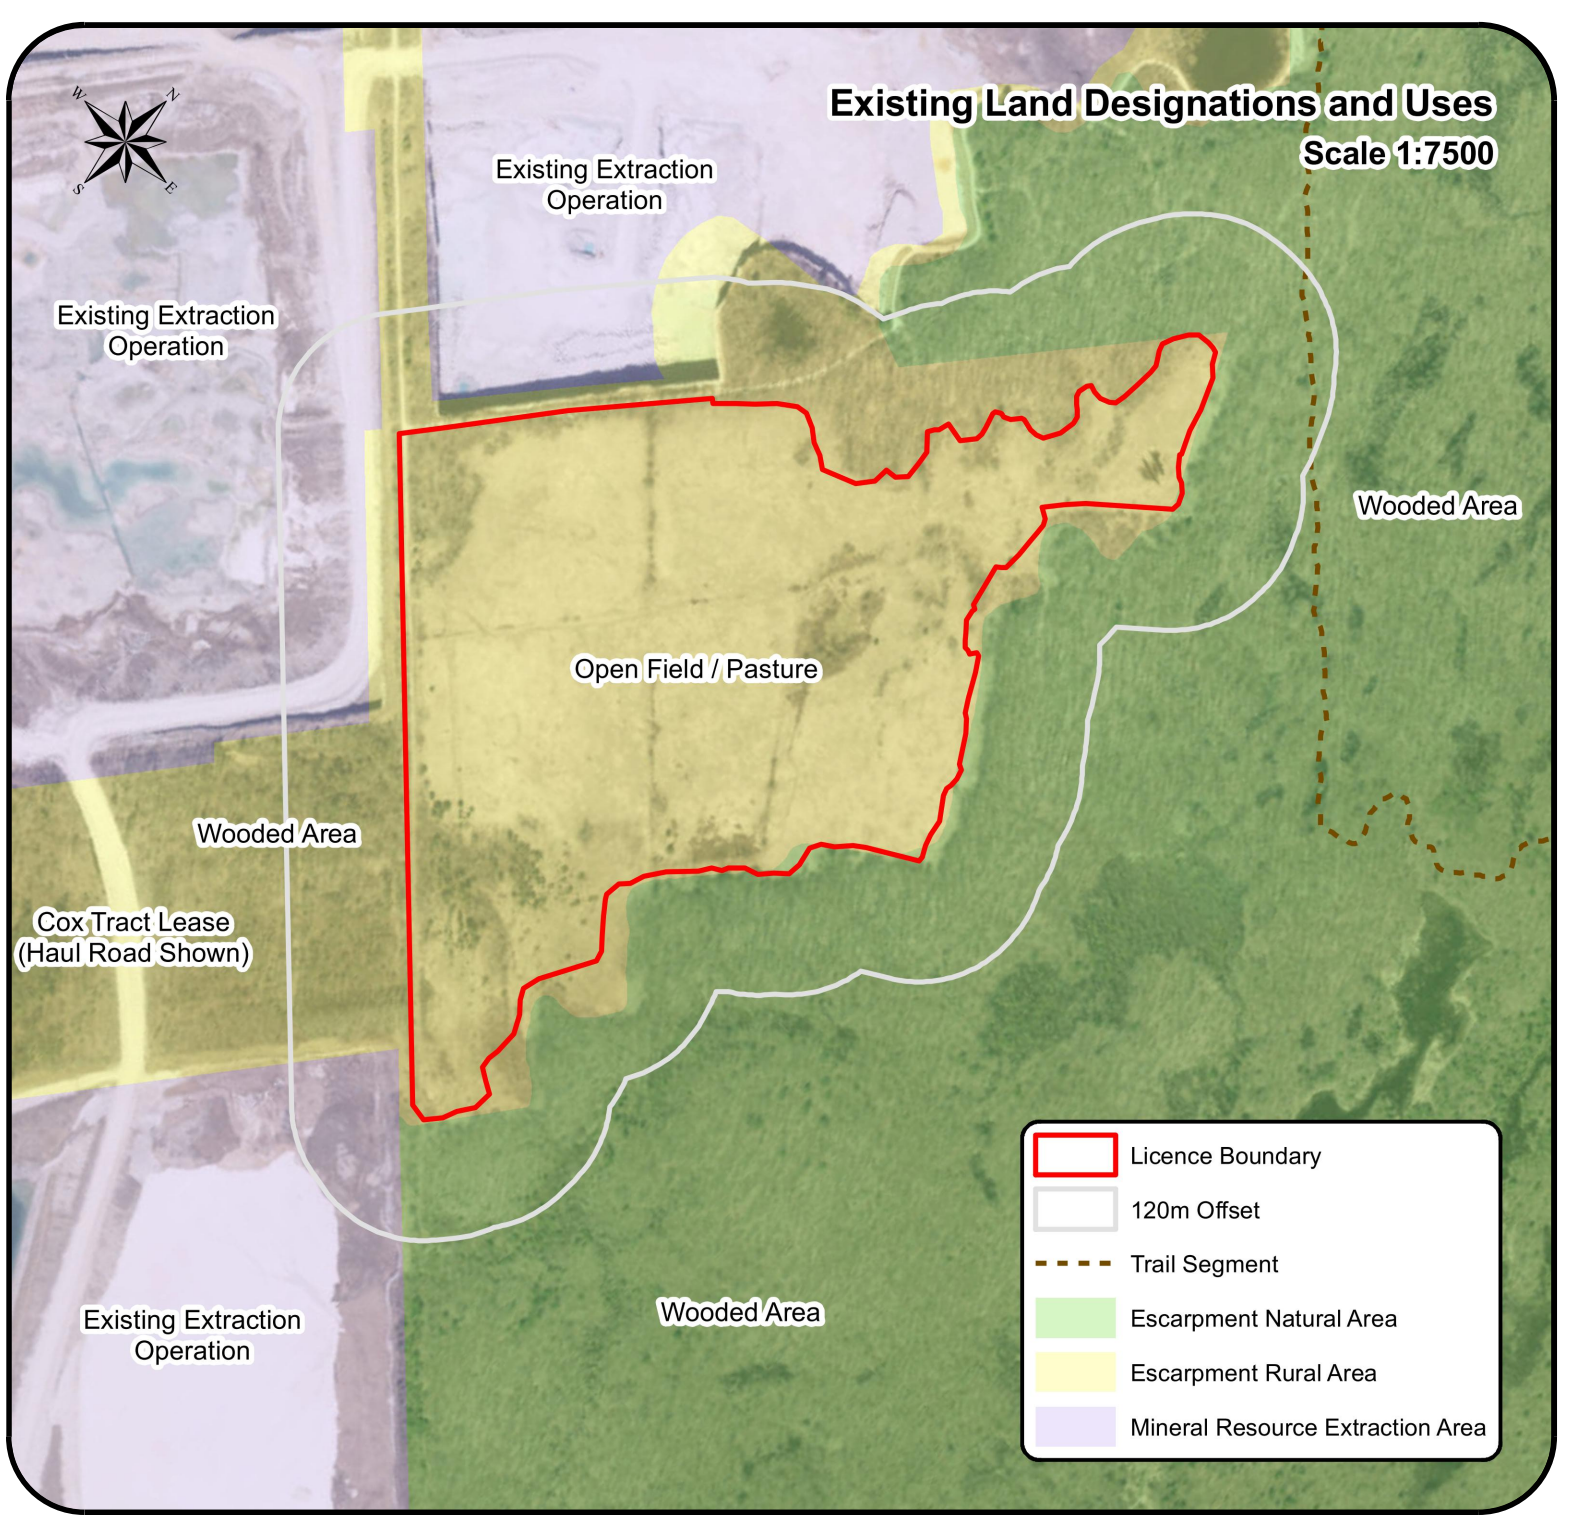 Existing Land Designations and Uses
Scale 1:7500
W
N
S
E
Existing Extraction
Operation
Existing Extraction
Operation
Wooded Area
Open Field / Pasture
Wooded Area
Cox Tract Lease
(Haul Road Shown)
Wooded Area
Existing Extraction
Operation
Licence Boundary
120m Offset
Trail Segment
Escarpment Natural Area
Escarpment Rural Area
Mineral Resource Extraction Area